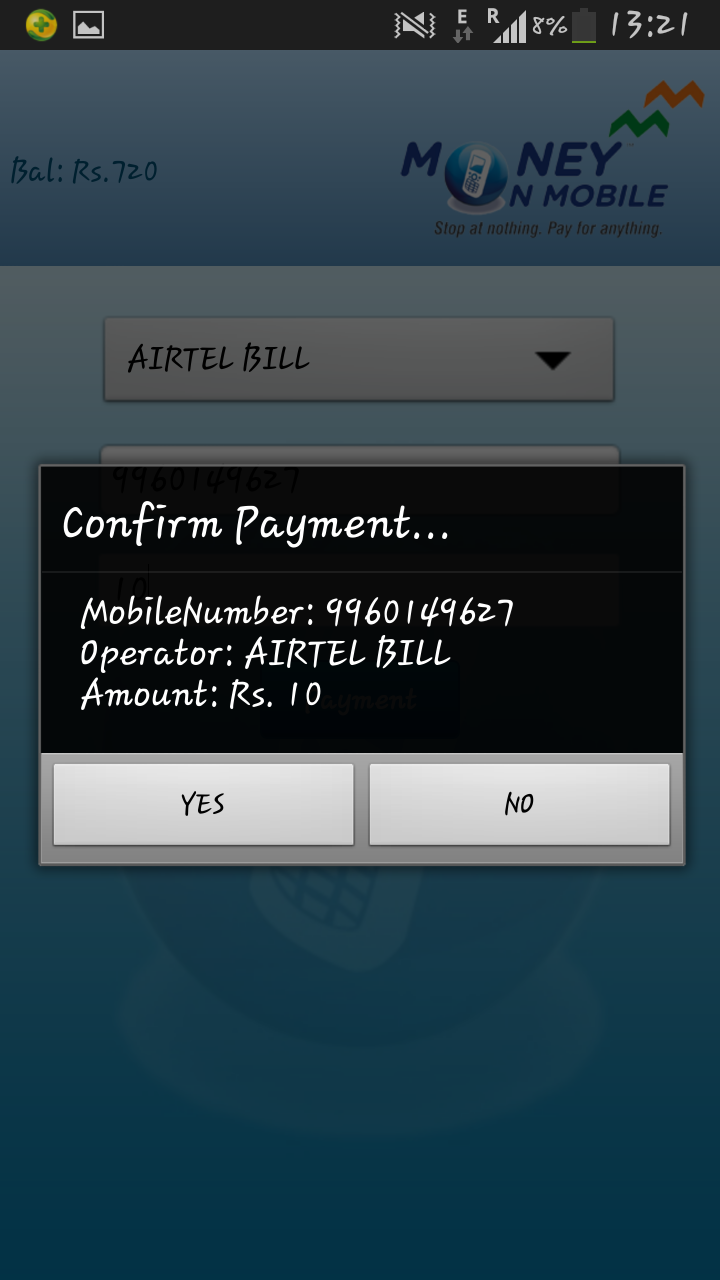 E R 8% 13:21
Bal: Rs.720
MONEY
ON MOBILE
Stop at nothing. Pay for anything.
AIRTEL BILL
9960149627
Confirm Payment...
10
MobileNumber: 9960149627
Operator: AIRTEL BILL
Amount: Rs. 10
Payment
YES NO